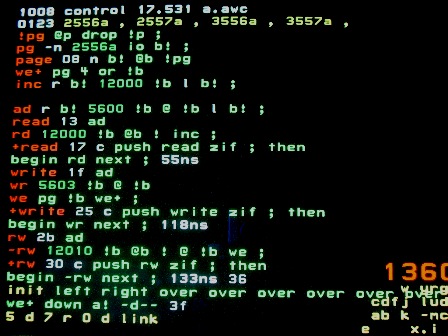 1008 control 17.531 a.awc
0123 2556a , 2557a , 3556a , 3557a ,
!pg @p drop !p ;
pg -n 2556a io b! ;
page 08 n b! @b !pg
we+ pg 4 or !b
inc r b! 12000 !b l b! ;
ad r b! 5600 !b @ !b l b! ;
read 13 ad
rd 12000 !b @b ! inc ;
+read 17 c push read zif ; then
begin rd next ; 55ns
write 1f ad
wr 5603 !b @ !b
we pg !b we+ ;
+write 25 c push write zif ; then
begin wr next ; 118ns
rw 2b ad
-rw 12010 !b @b ! @ !b we ;
+rw 30 c push rw zif ; then
begin -rw next ; 133ns 36
init left right over over over over over over
we+ down a! -d-- 3f
5 d 7 r 0 d link
1360
cdfj
ab k -nc
e x.i